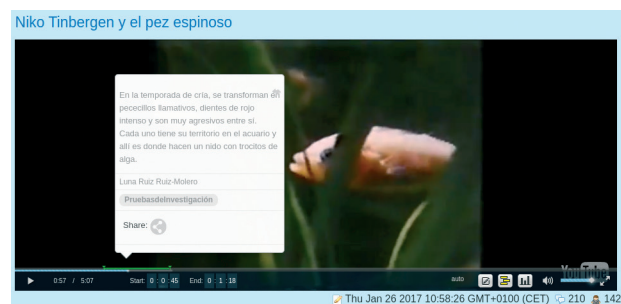 Niko Tinbergen y el pez espinoso
En la temporada de cría, se transforman en
pececillos llamativos, dientes de rojo
intenso y son muy agresivos entre sí.
Cada uno tiene su territorio en el acuario y
allí es donde hacen un nido con trocitos de
alga.
Luna Ruiz Ruiz-Molero
PruebasdeInvestigación
Share:
YouTube
0:57 / 5:07 Start: 0 : 0 : 45 End: 0 : 1 : 18 auto
Thu Jan 26 2017 10:58:26 GMT+0100 (CET) 210 142